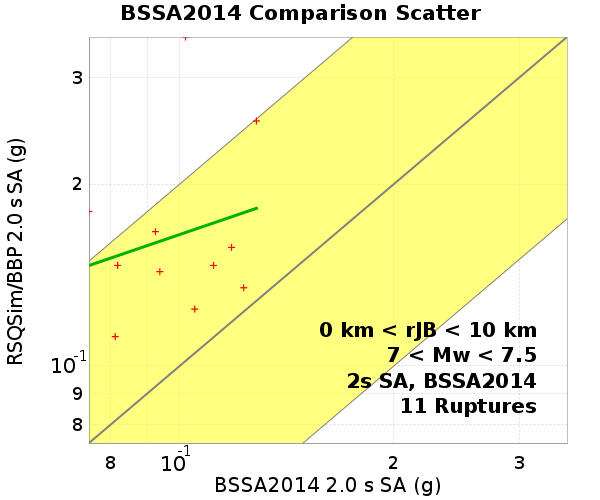 BSSA2014 Comparison Scatter
RSQSim/BBP 2.0 s SA (g)
3
2
10-1
9
8
0 km < rJB < 10 km
7 < Mw < 7.5
2s SA, BSSA2014
11 Ruptures
8 10-1 2 3
BSSA2014 2.0 s SA (g)